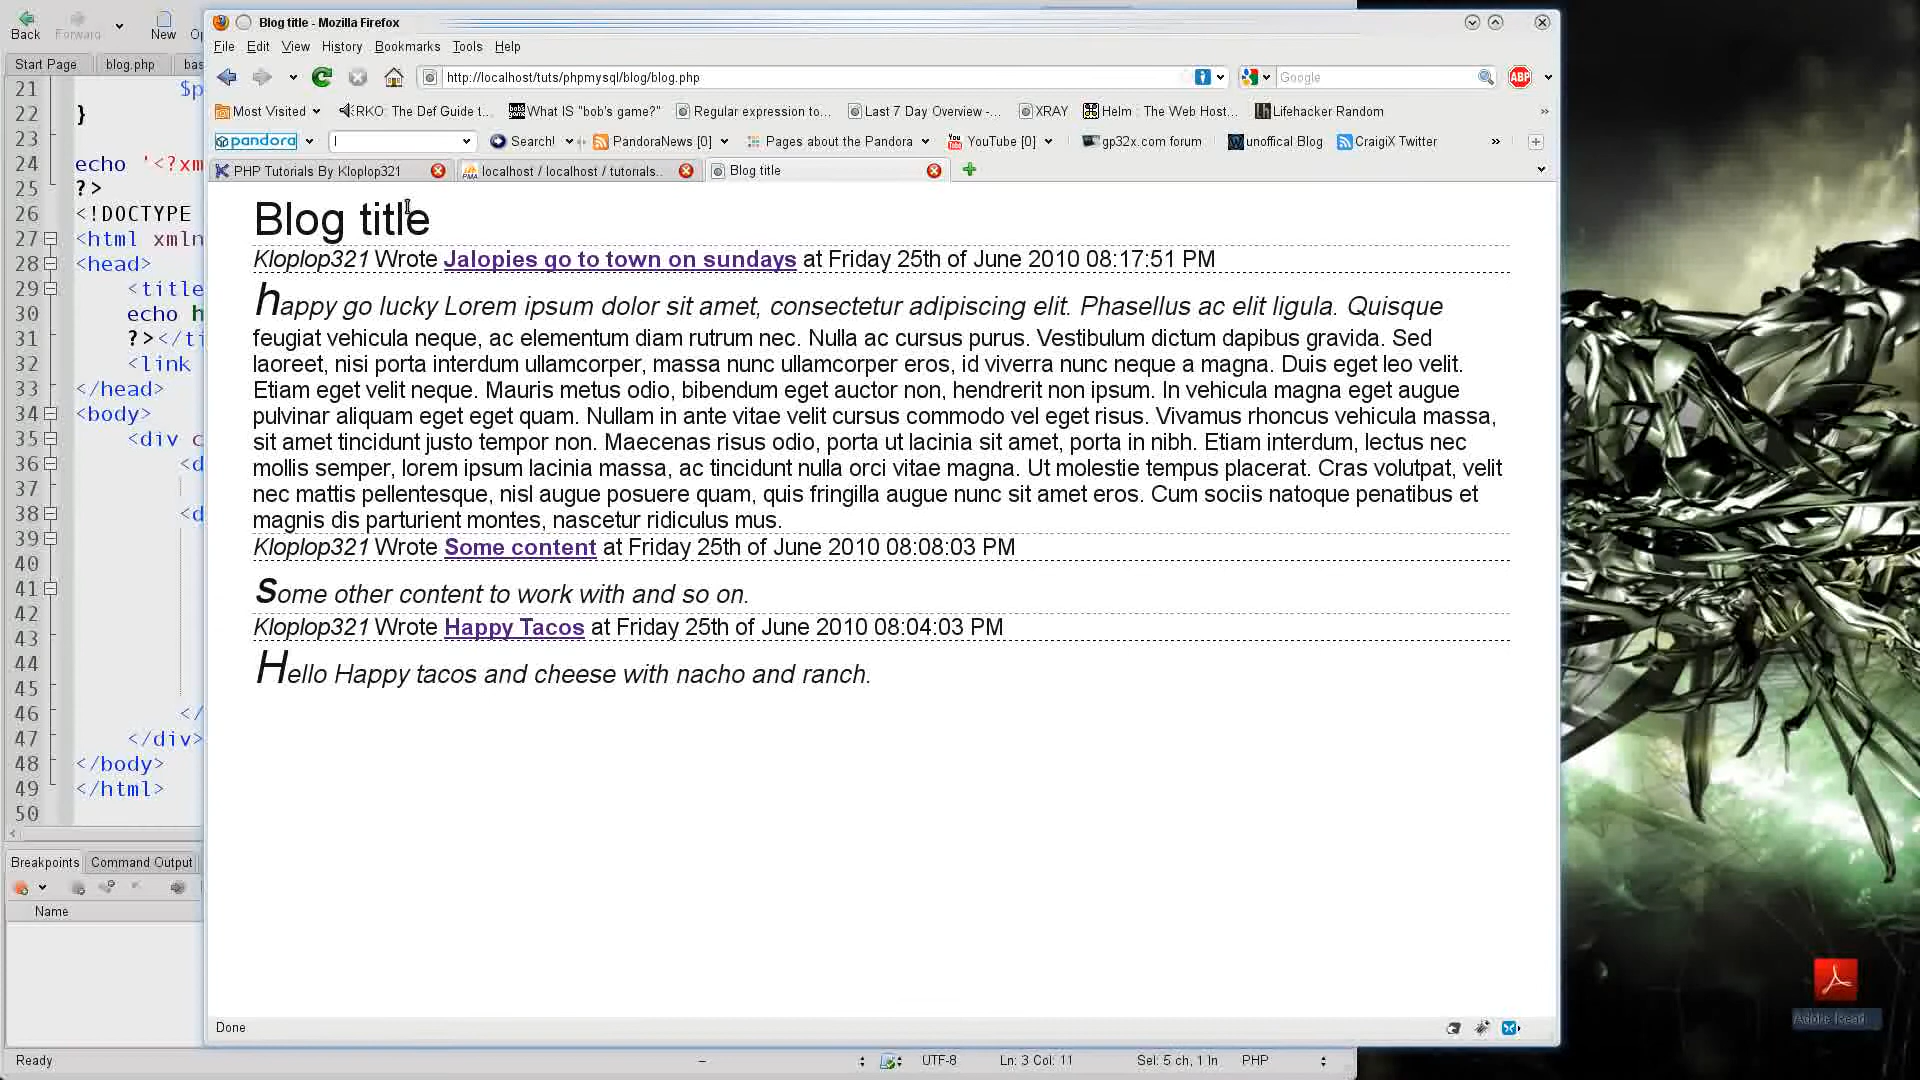 Blog title - Mozilla Firefox
Back Forward New
File Edit View History Bookmarks Tools Help
Start Page blog.php
http://localhost/tuts/phpmysql/blog/blog.php Google ABP
Most Visited RKO: The Def Guide t... What IS "bob's game?" Regular expression to... Last 7 Day Overview -... XRAY Helm : The Web Host... Lifehacker Random
pandora Search! PandoraNews [0] Pages about the Pandora YouTube [0] gp32x.com forum unoffical Blog CraigiX Twitter
PHP Tutorials By Kloplop321 localhost / localhost / tutorials... Blog title
Blog title
Kloplop321 Wrote Jalopies go to town on sundays at Friday 25th of June 2010 08:17:51 PM
happy go lucky Lorem ipsum dolor sit amet, consectetur adipiscing elit. Phasellus ac elit ligula. Quisque
feugiat vehicula neque, ac elementum diam rutrum nec. Nulla ac cursus purus. Vestibulum dictum dapibus gravida. Sed
laoreet, nisi porta interdum ullamcorper, massa nunc ullamcorper eros, id viverra nunc neque a magna. Duis eget leo velit.
Etiam eget velit neque. Mauris metus odio, bibendum eget auctor non, hendrerit non ipsum. In vehicula magna eget augue
pulvinar aliquam eget eget quam. Nullam in ante vitae velit cursus commodo vel eget risus. Vivamus rhoncus vehicula massa,
sit amet tincidunt justo tempor non. Maecenas risus odio, porta ut lacinia sit amet, porta in nibh. Etiam interdum, lectus nec
mollis semper, lorem ipsum lacinia massa, ac tincidunt nulla orci vitae magna. Ut molestie tempus placerat. Cras volutpat, velit
nec mattis pellentesque, nisl augue posuere quam, quis fringilla augue nunc sit amet eros. Cum sociis natoque penatibus et
magnis dis parturient montes, nascetur ridiculus mus.
Kloplop321 Wrote Some content at Friday 25th of June 2010 08:08:03 PM
Some other content to work with and so on.
Kloplop321 Wrote Happy Tacos at Friday 25th of June 2010 08:04:03 PM
Hello Happy tacos and cheese with nacho and ranch.
Done
21 $p
22 }
23
24 echo '<?xm
25 ?>
26 <!DOCTYPE
27 <html xmln
28 <head>
29 <title
30 echo h
31 ?></ti
32 <link
33 </head>
34 <body>
35 <div c
36 <d
37
38 <d
39
40
41
42
43
44
45
46 </
47 </div>
48 </body>
49 </html>
50
Breakpoints Command Output
Name
Ready UTF-8 Ln: 3 Col: 11 Sel: 5 ch, 1 ln PHP